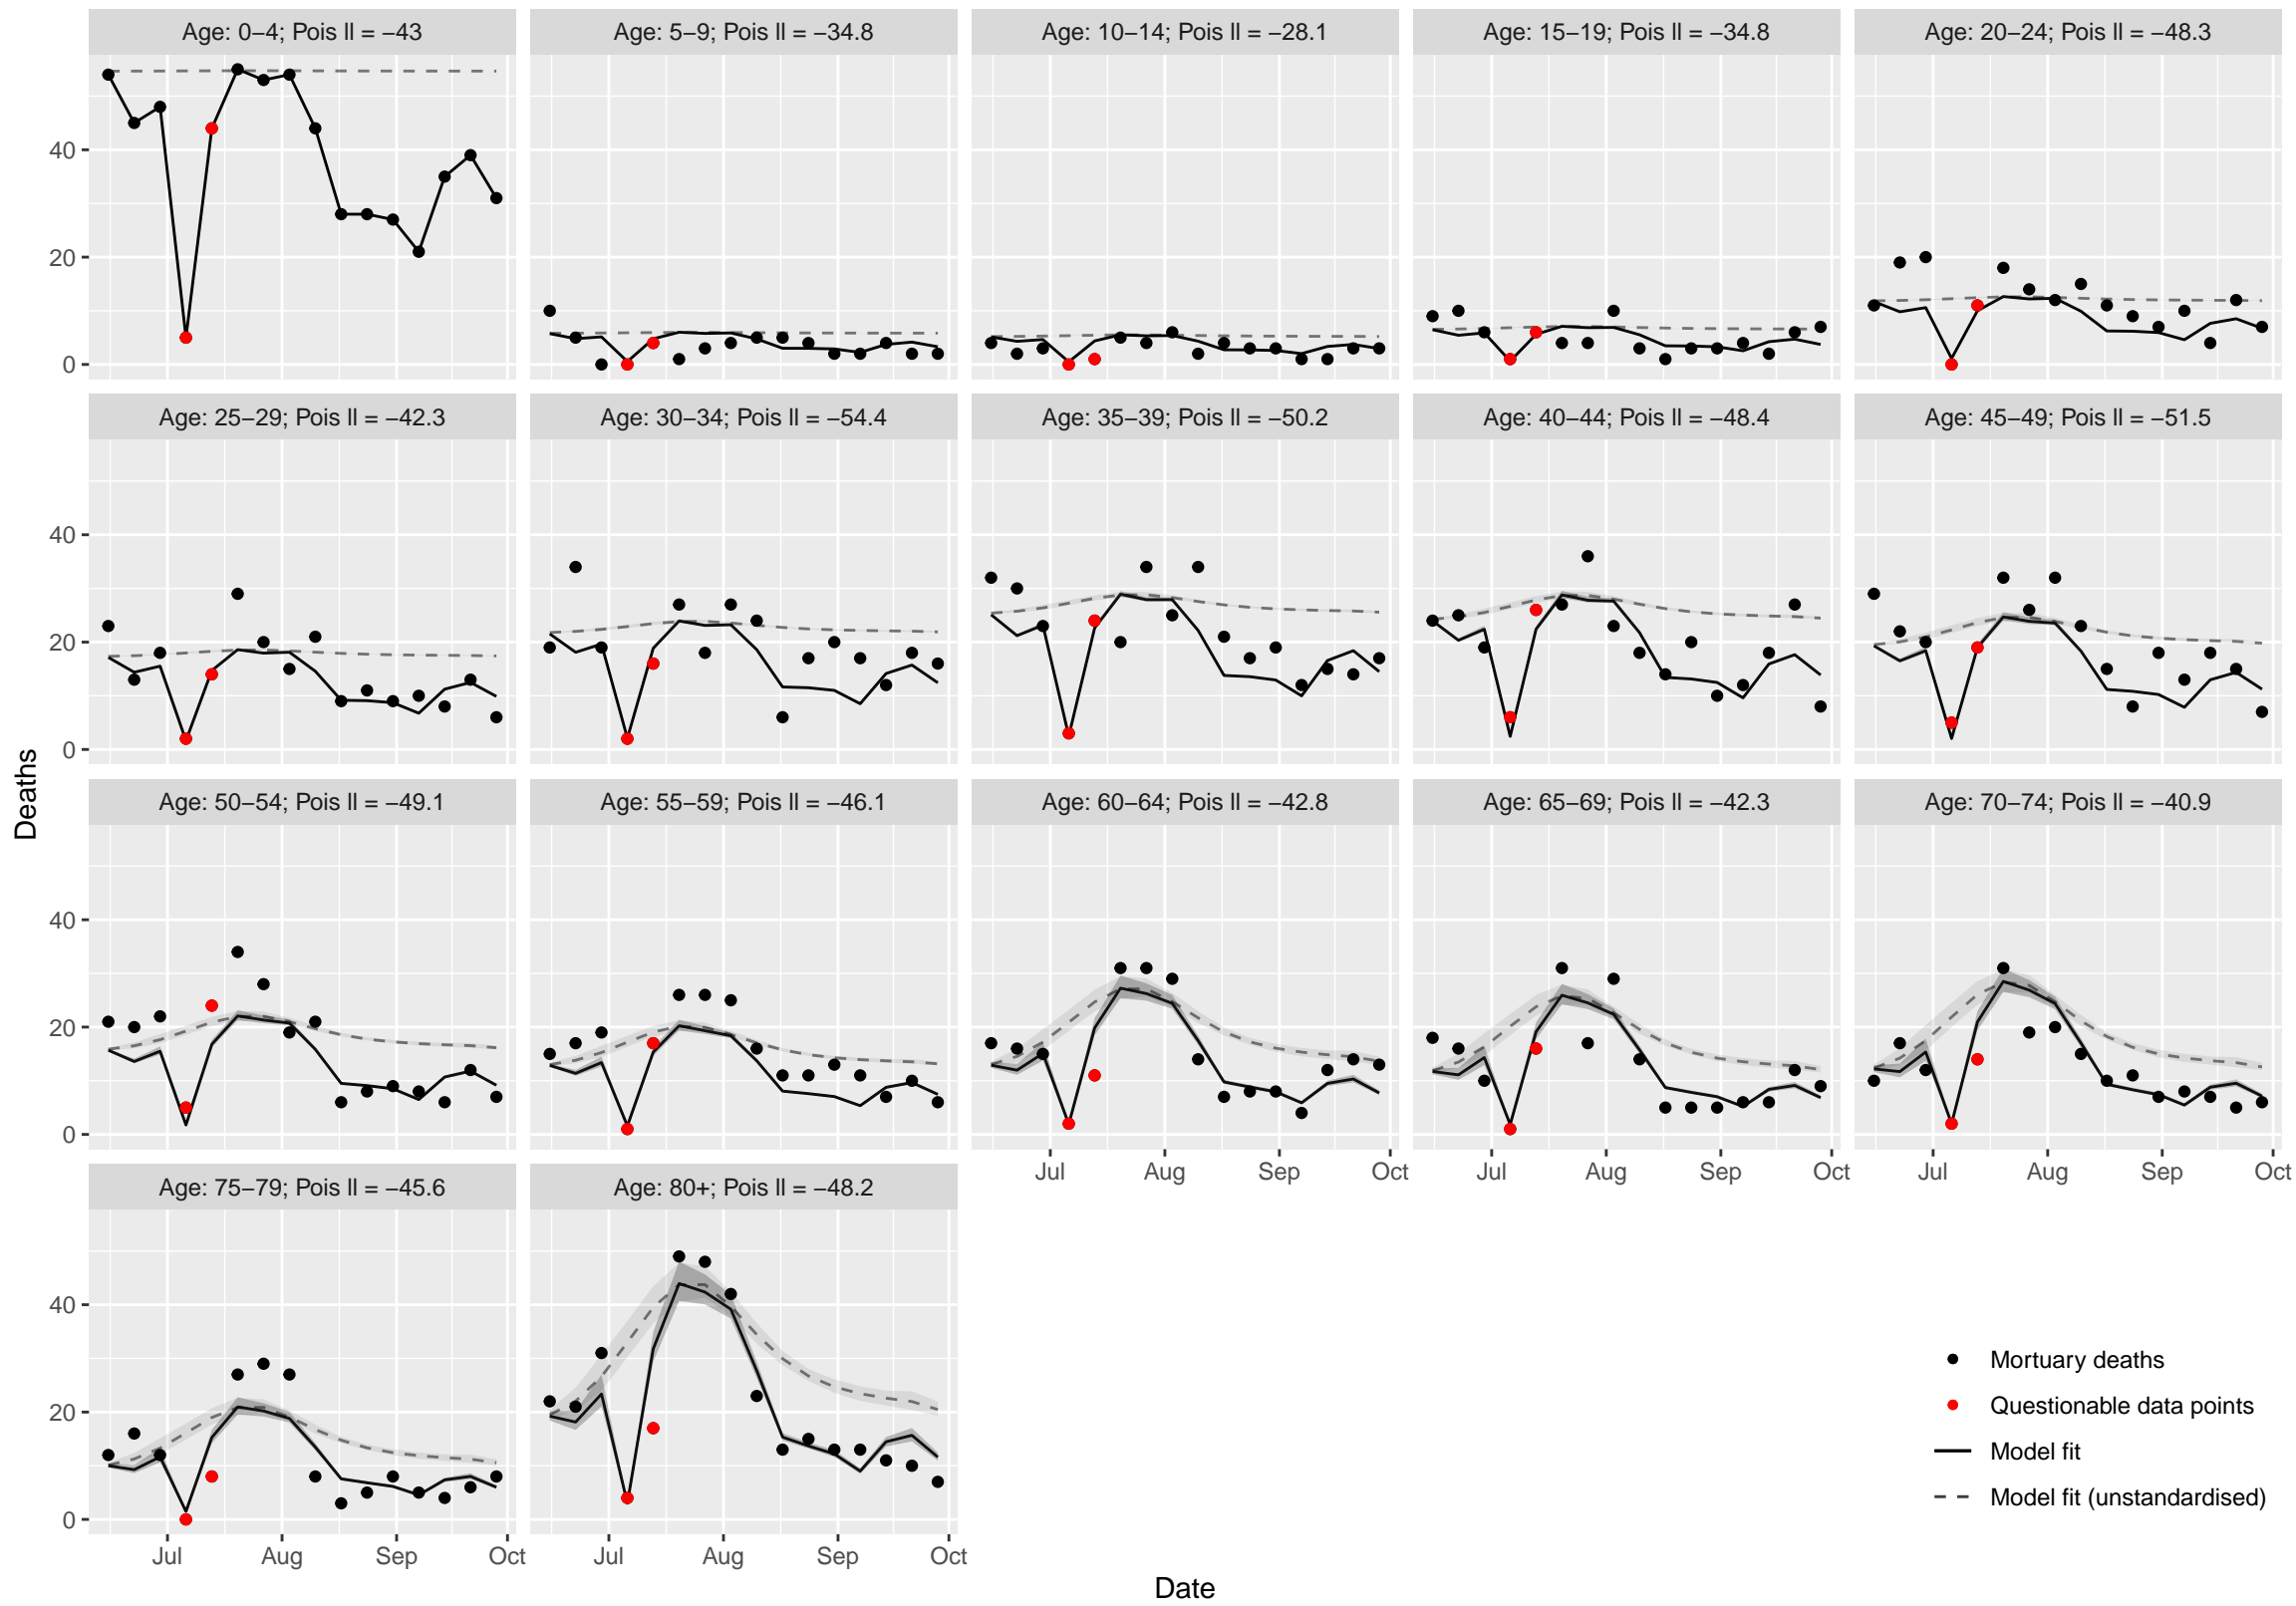 Age: 0−4; Pois ll = −43
Age: 5−9; Pois ll = −34.8
Age: 10−14; Pois ll = −28.1
Age: 15−19; Pois ll = −34.8
Age: 20−24; Pois ll = −48.3
40
20
0
Age: 25−29; Pois ll = −42.3
Age: 30−34; Pois ll = −54.4
Age: 35−39; Pois ll = −50.2
Age: 40−44; Pois ll = −48.4
Age: 45−49; Pois ll = −51.5
40
20
0
Deaths
Age: 50−54; Pois ll = −49.1
Age: 55−59; Pois ll = −46.1
Age: 60−64; Pois ll = −42.8
Age: 65−69; Pois ll = −42.3
Age: 70−74; Pois ll = −40.9
40
20
0
Jul Aug Sep Oct
Jul Aug Sep Oct
Jul Aug Sep Oct
Age: 75−79; Pois ll = −45.6
Age: 80+; Pois ll = −48.2
40
20
0
Jul Aug Sep Oct
Jul Aug Sep Oct
Mortuary deaths
Questionable data points
Model fit
Model fit (unstandardised)
Date